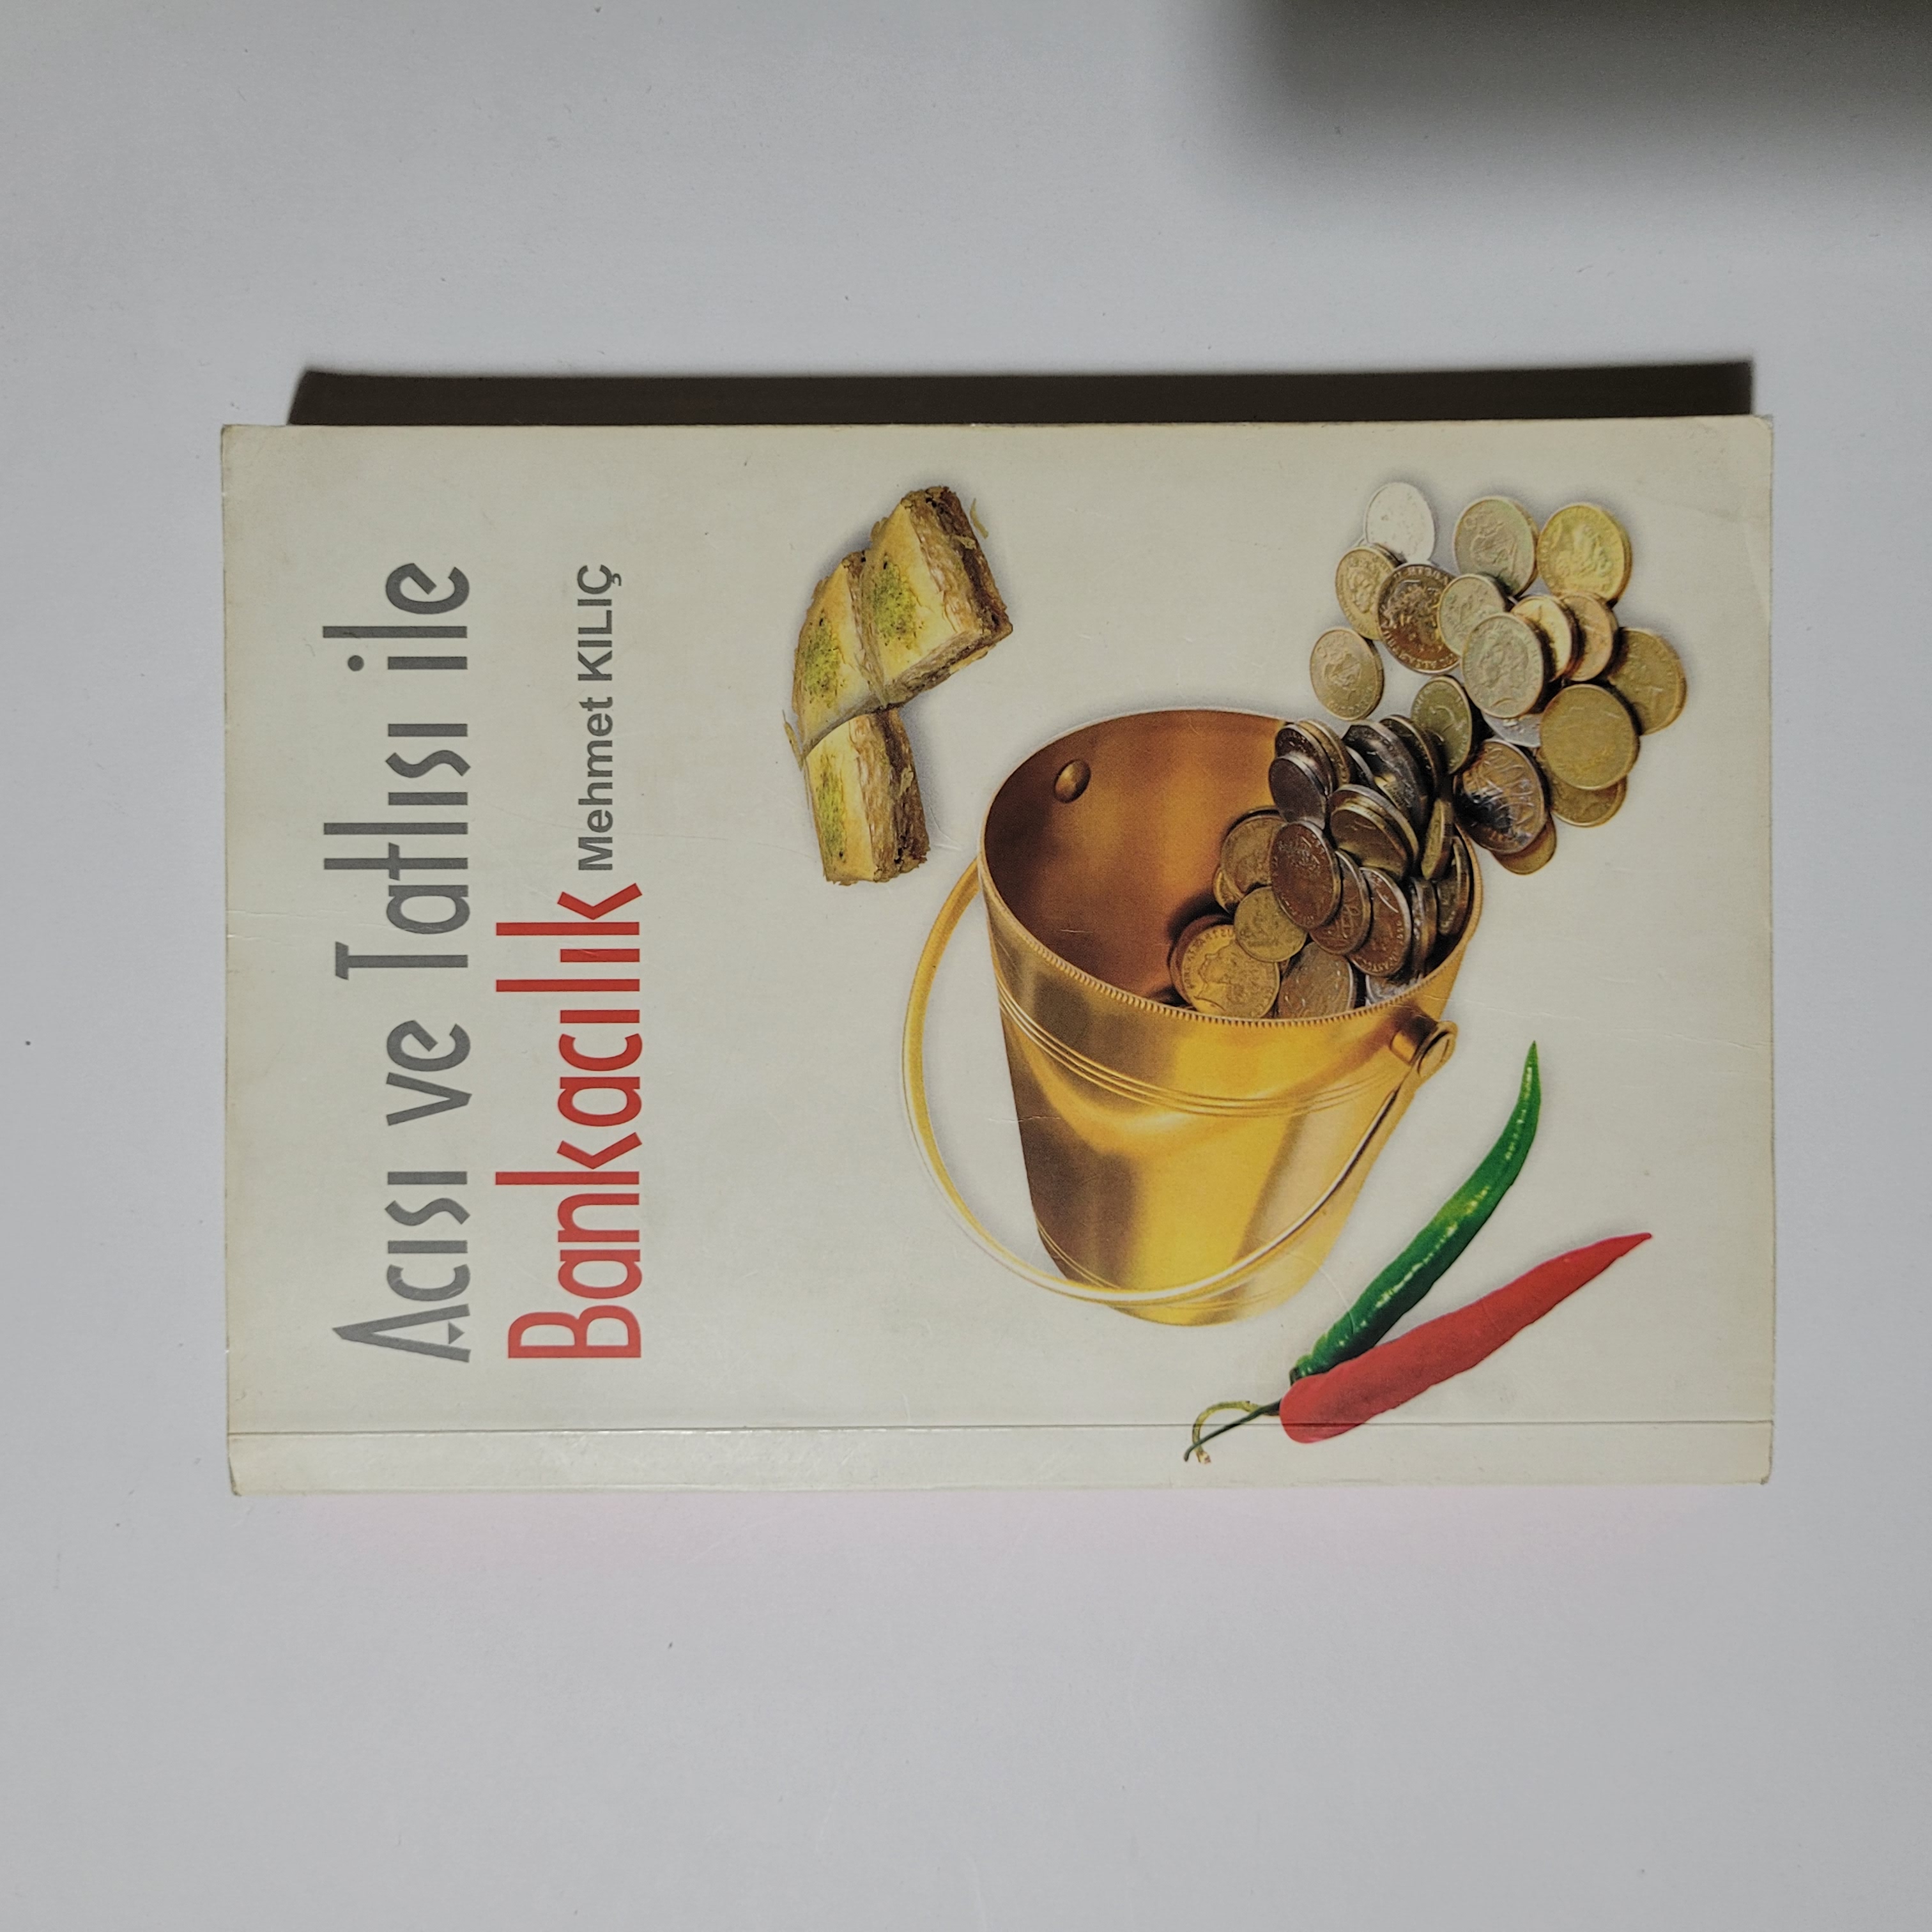 Acısı ve Tatlısı ile
Bankacılık Mehmet KILIÇ